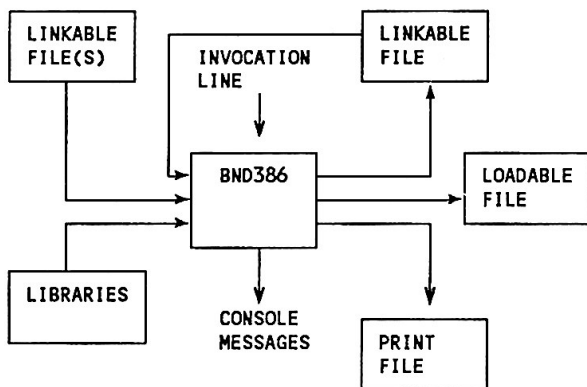 LINKABLE
FILE(S)
INVOCATION
LINE
LINKABLE
FILE
BND386
LOADABLE
FILE
LIBRARIES
CONSOLE
MESSAGES
PRINT
FILE